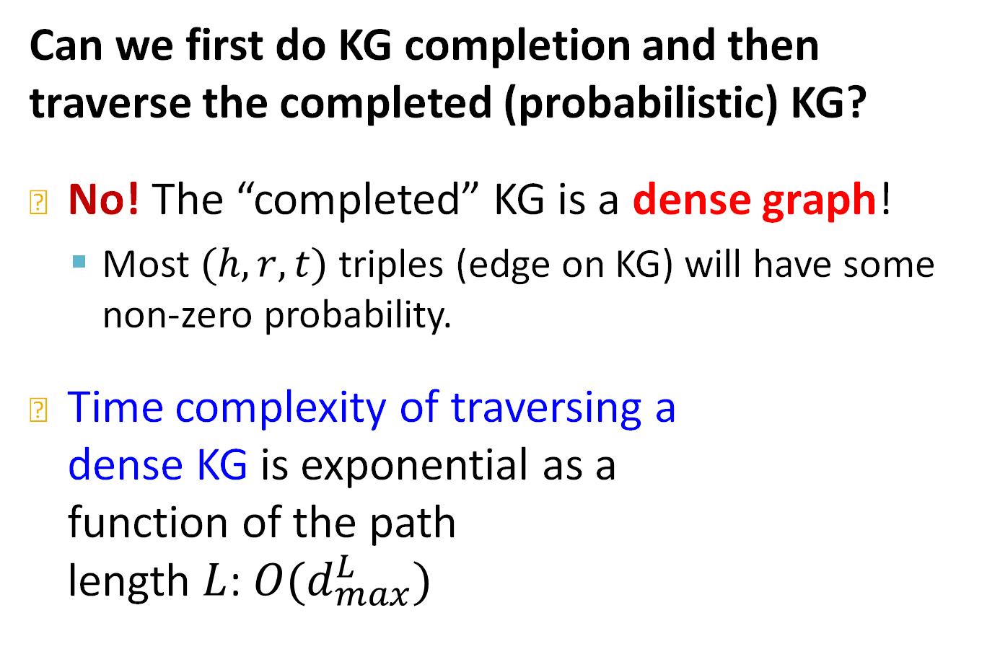 Can we first do KG completion and then
traverse the completed (probabilistic) KG?
No! The “completed” KG is a dense graph!
Most (h, r, t) triples (edge on KG) will have some
non-zero probability.
Time complexity of traversing a
dense KG is exponential as a
function of the path
length L: O(d_{max}^{L})